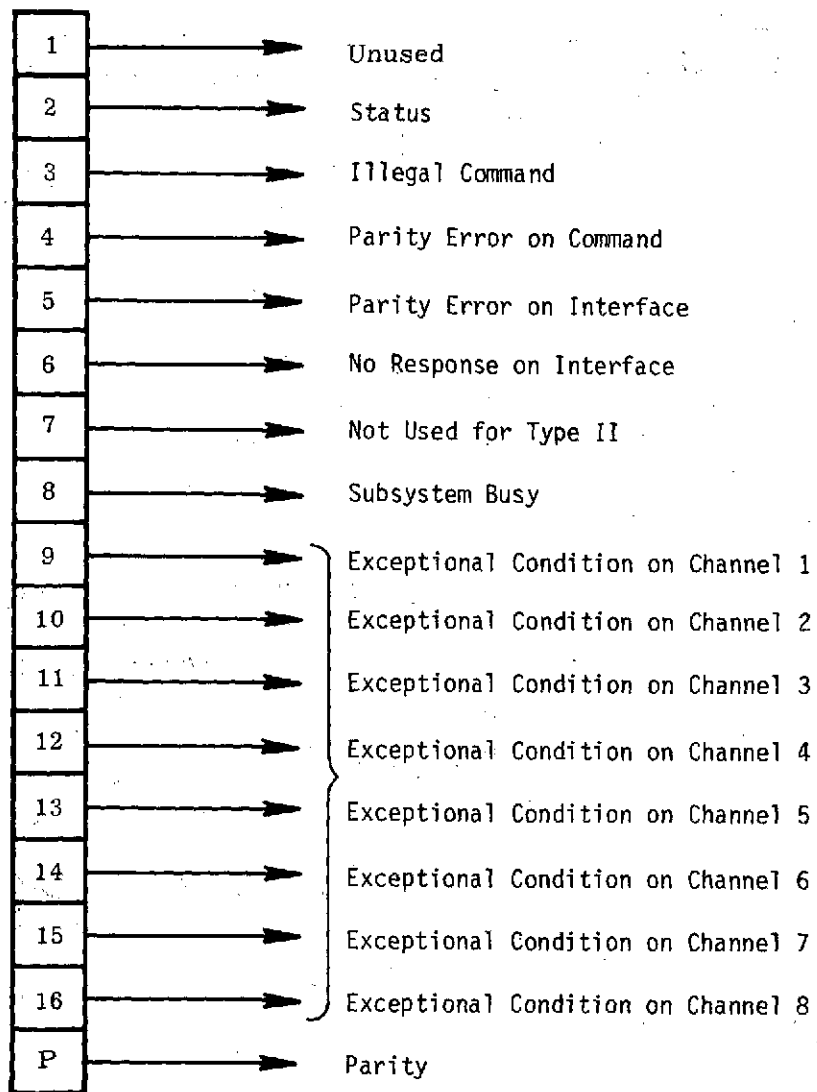 1 Unused
2 Status
3 Illegal Command
4 Parity Error on Command
5 Parity Error on Interface
6 No Response on Interface
7 Not Used for Type II
8 Subsystem Busy
9 Exceptional Condition on Channel 1
10 Exceptional Condition on Channel 2
11 Exceptional Condition on Channel 3
12 Exceptional Condition on Channel 4
13 Exceptional Condition on Channel 5
14 Exceptional Condition on Channel 6
15 Exceptional Condition on Channel 7
16 Exceptional Condition on Channel 8
P Parity